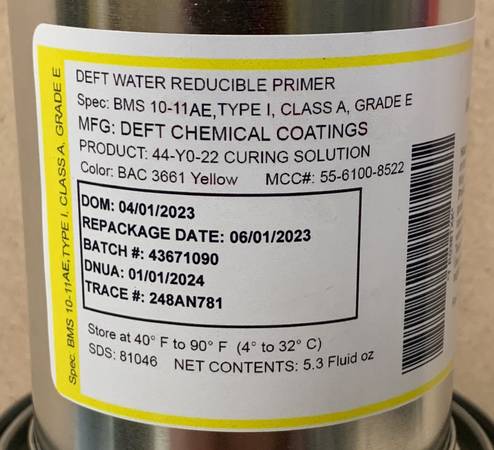 DEFT WATER REDUCIBLE PRIMER
Spec: BMS 10-11AE,TYPE I, CLASS A, GRADE E
MFG: DEFT CHEMICAL COATINGS
PRODUCT: 44-Y0-22 CURING SOLUTION
Color: BAC 3661 Yellow MCC#: 55-6100-8522
DOM: 04/01/2023
REPACKAGE DATE: 06/01/2023
BATCH #: 43671090
DNUA: 01/01/2024
TRACE #: 248AN781
Store at 40° F to 90° F (4° to 32° C)
SDS: 81046 NET CONTENTS: 5.3 Fluid oz
Spec: BMS 10-11AE,TYPE I, CLASS A, GRADE E